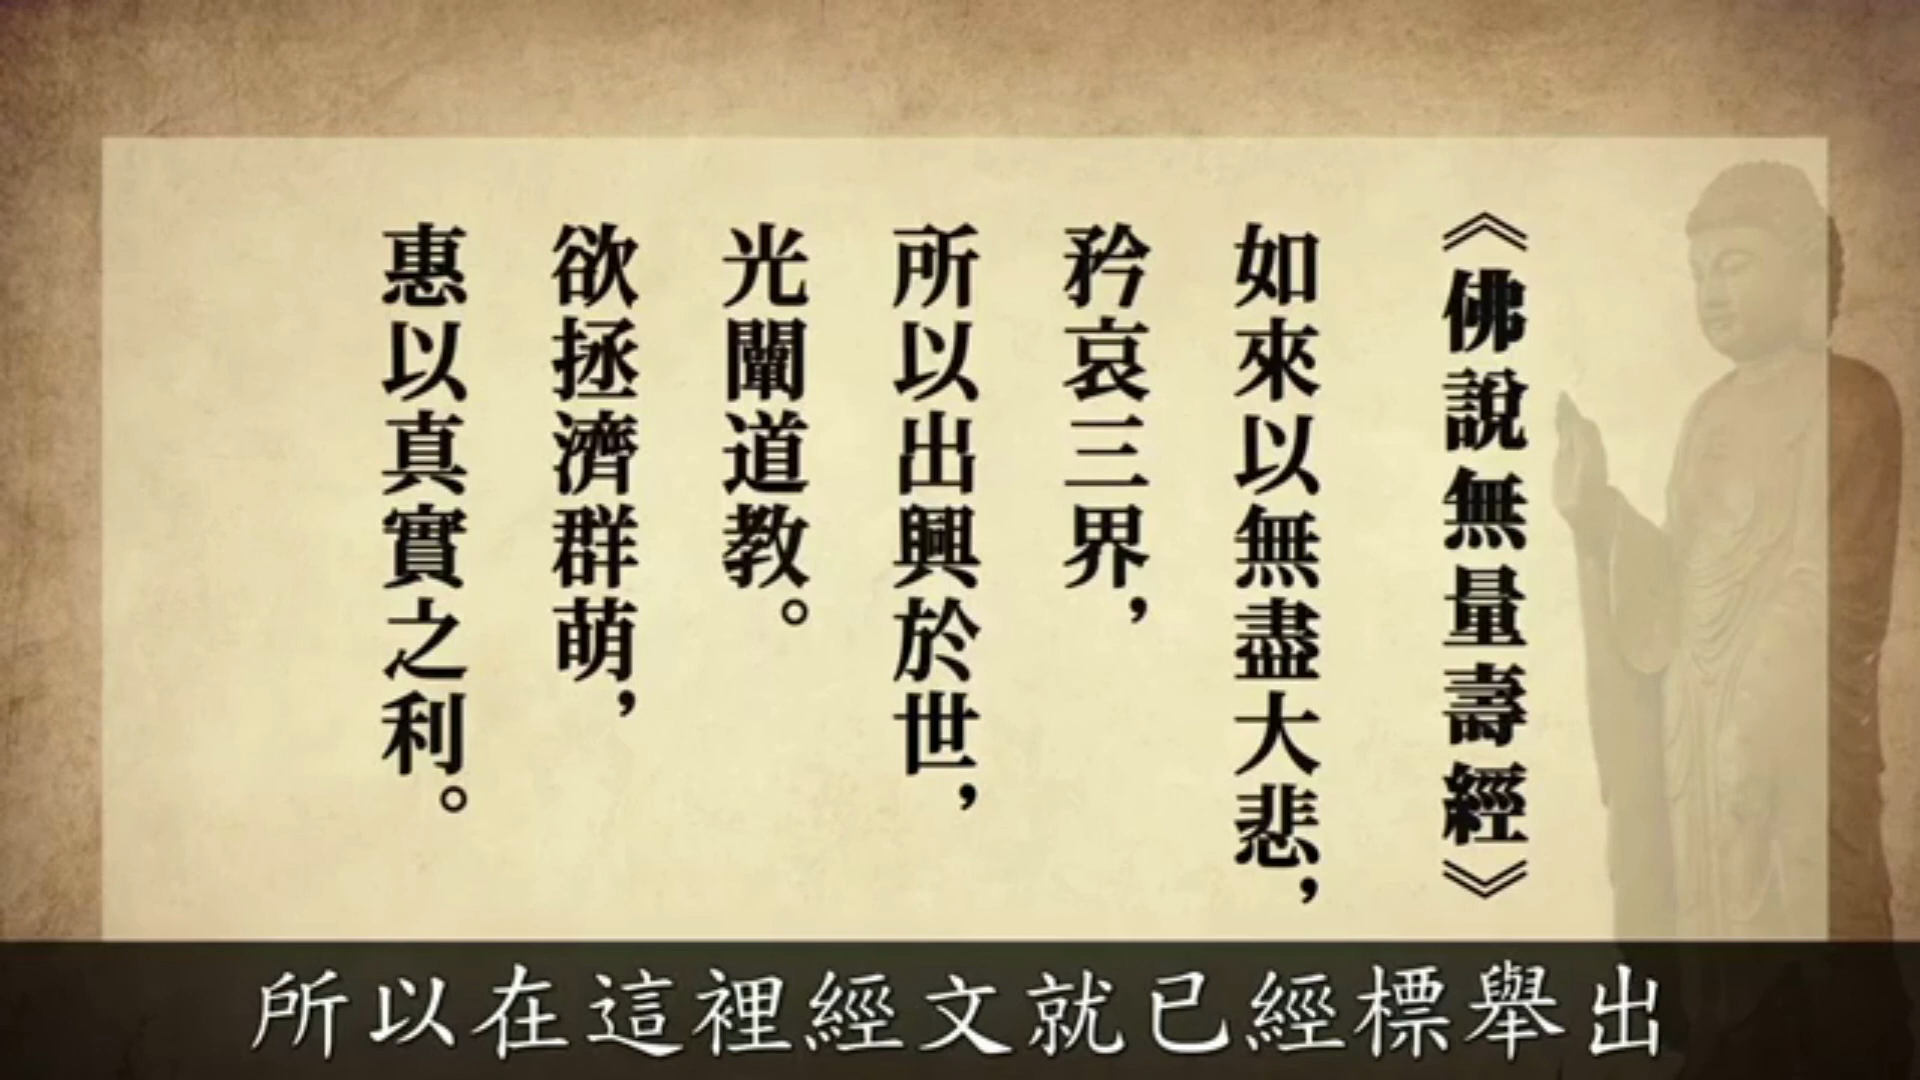 《佛說無量壽經》
如來以無盡大悲，
矜哀三界，
所以出興於世，
光闡道教。
欲拯濟群萌，
惠以真實之利。
所以在這裡經文就已經標舉出